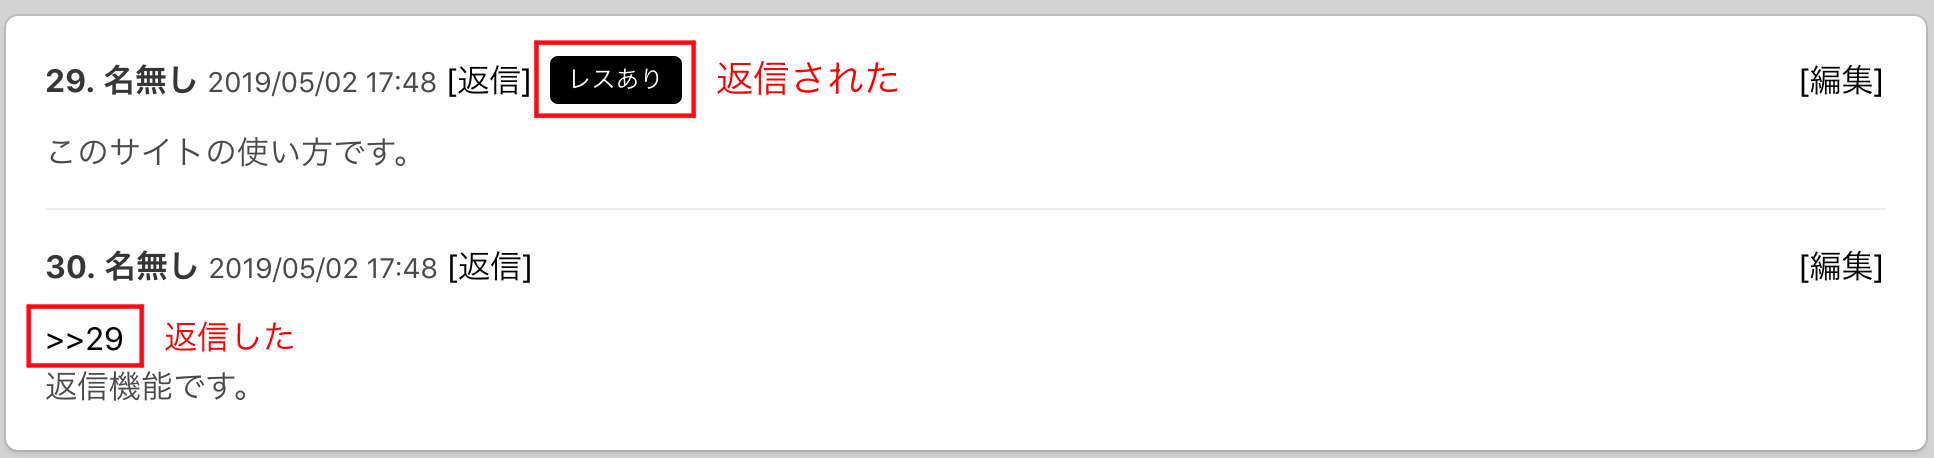 29. 名無し 2019/05/02 17:48 [返信] レスあり 返信された [編集]
このサイトの使い方です。
30. 名無し 2019/05/02 17:48 [返信] [編集]
>>29 返信した
返信機能です。